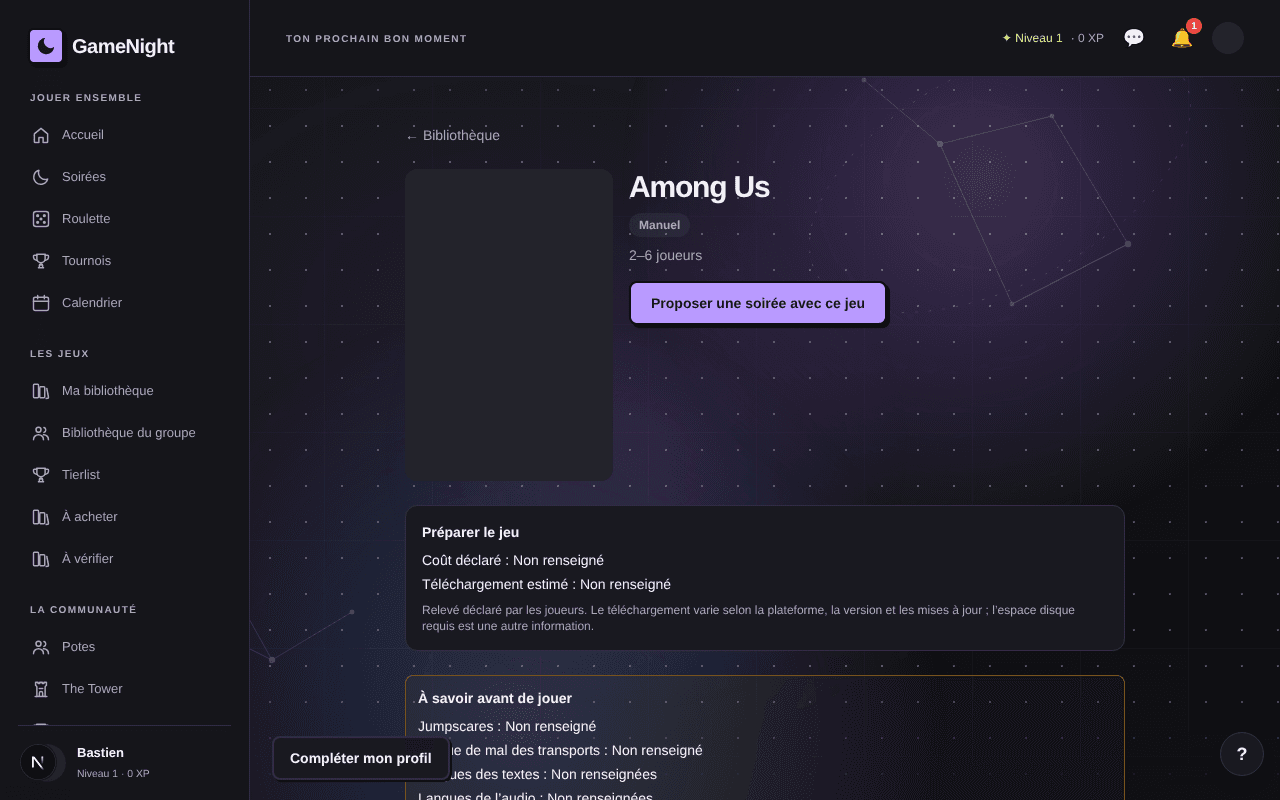 GameNight
JOUER ENSEMBLE
Accueil
Soirées
Roulette
Tournois
Calendrier
LES JEUX
Ma bibliothèque
Bibliothèque du groupe
Tierlist
À acheter
À vérifier
LA COMMUNAUTÉ
Potes
The Tower
N
Bastien
Niveau 1 · 0 XP
TON PROCHAIN BON MOMENT
✦ Niveau 1 · 0 XP
1
← Bibliothèque
Among Us
Manuel
2–6 joueurs
Proposer une soirée avec ce jeu
Préparer le jeu
Coût déclaré : Non renseigné
Téléchargement estimé : Non renseigné
Relevé déclaré par les joueurs. Le téléchargement varie selon la plateforme, la version et les mises à jour ; l'espace disque
requis est une autre information.
À savoir avant de jouer
Jumpscares : Non renseigné
de mal des transports : Non renseigné
des textes : Non renseignées
Langues de l'audio : Non renseignées
Compléter mon profil
?